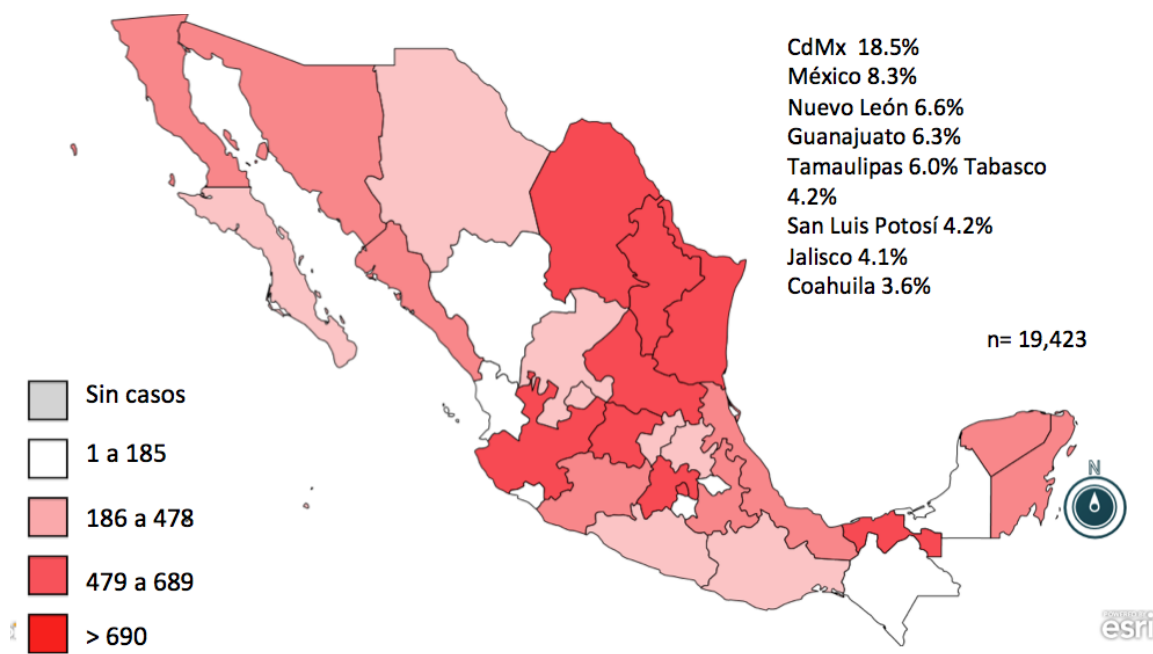 CdMx 18.5%
México 8.3%
Nuevo León 6.6%
Guanajuato 6.3%
Tamaulipas 6.0% Tabasco
4.2%
San Luis Potosí 4.2%
Jalisco 4.1%
Coahuila 3.6%
n= 19,423
Sin casos
1 a 185
186 a 478
479 a 689
> 690
N
POWERED BY
esri